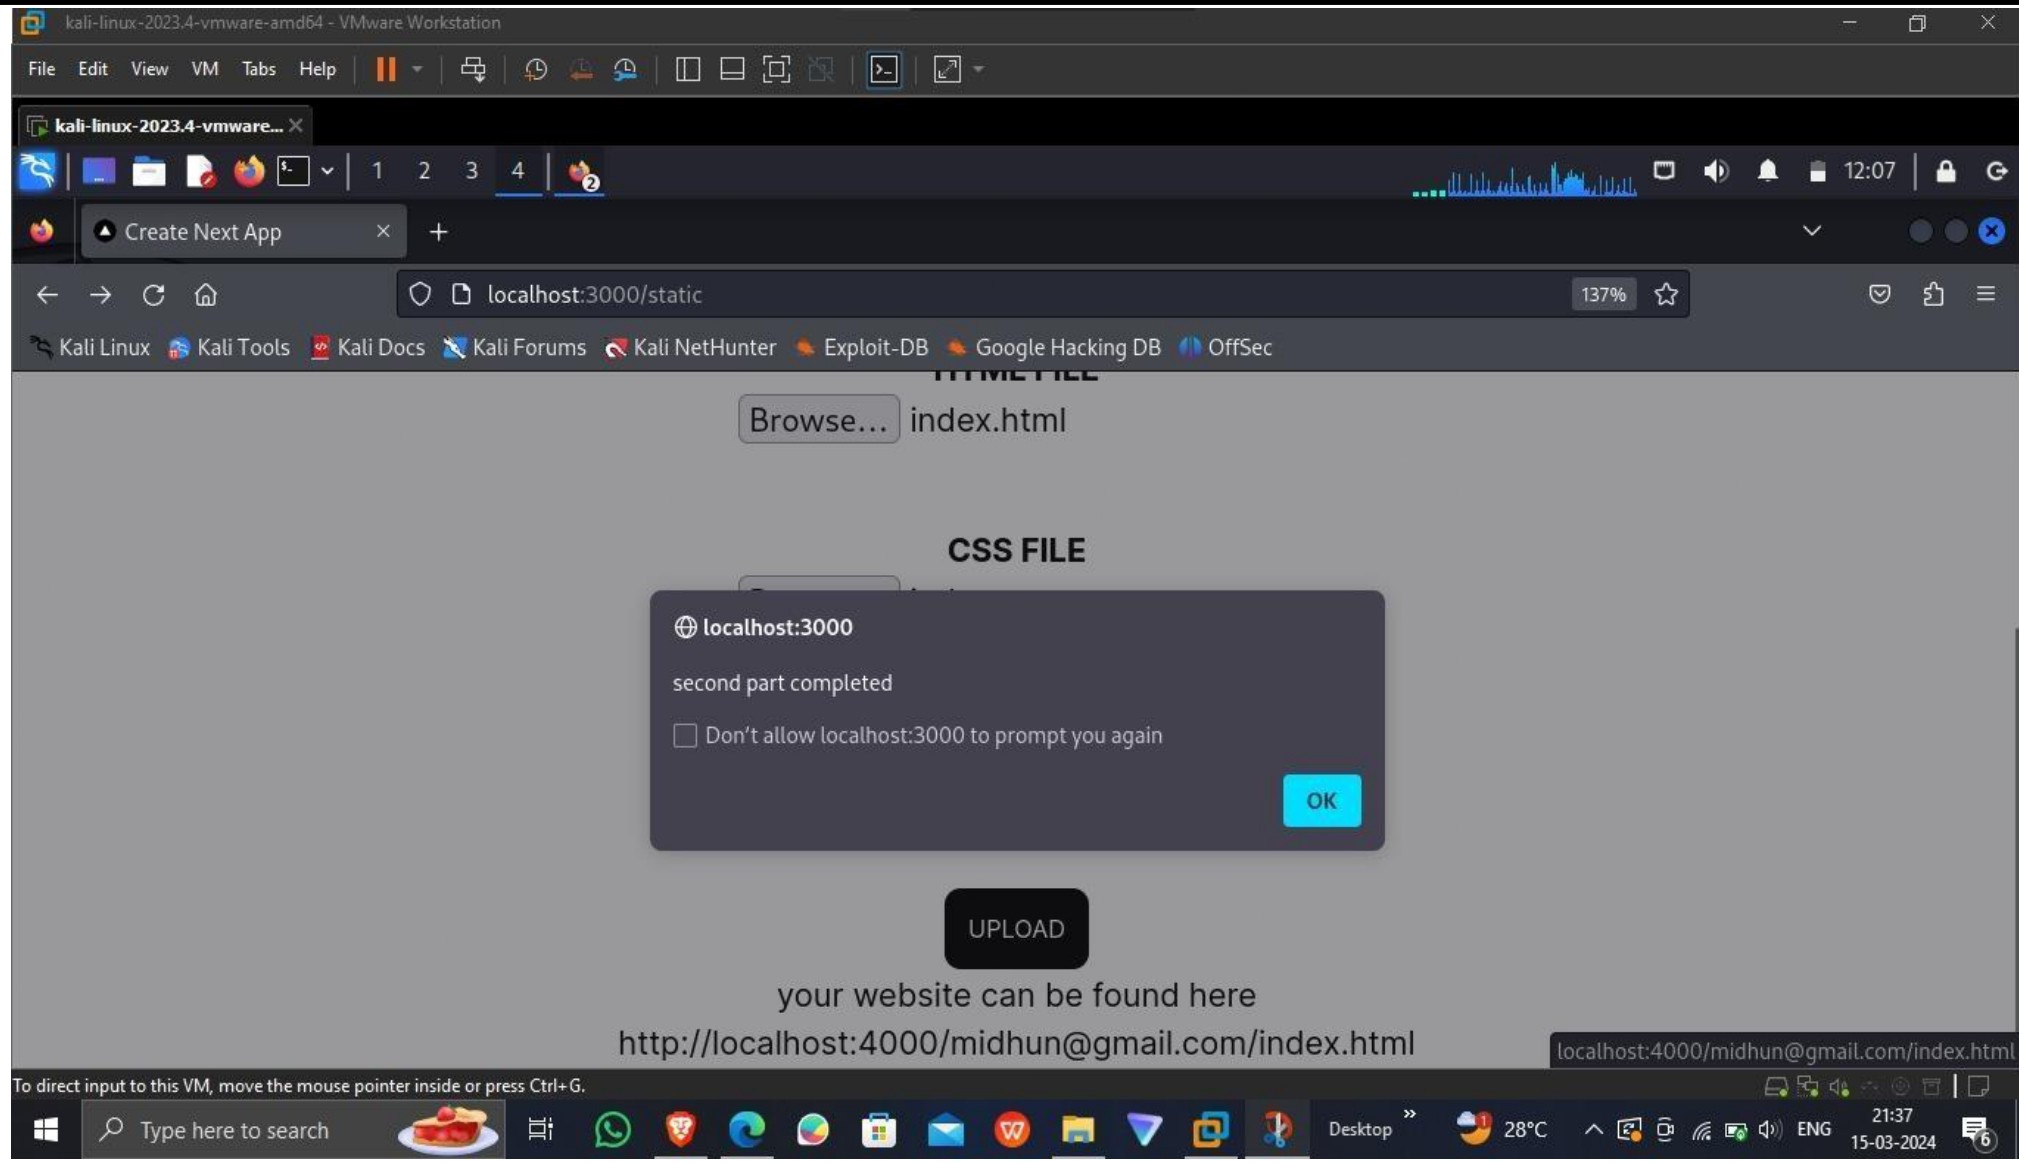 kali-linux-2023.4-vmware-amd64 - VMware Workstation
File Edit View VM Tabs Help
kali-linux-2023.4-vmware...
1 2 3 4 2 12:07
Create Next App
localhost:3000/static 137%
Kali Linux Kali Tools Kali Docs Kali Forums Kali NetHunter Exploit-DB Google Hacking DB OffSec
HTML FILE
Browse... index.html
CSS FILE
localhost:3000
second part completed
Don't allow localhost:3000 to prompt you again
OK
UPLOAD
your website can be found here
http://localhost:4000/midhun@gmail.com/index.html
localhost:4000/midhun@gmail.com/index.html
To direct input to this VM, move the mouse pointer inside or press Ctrl+G.
Type here to search Desktop 1 28°C ENG 21:37
15-03-2024 6